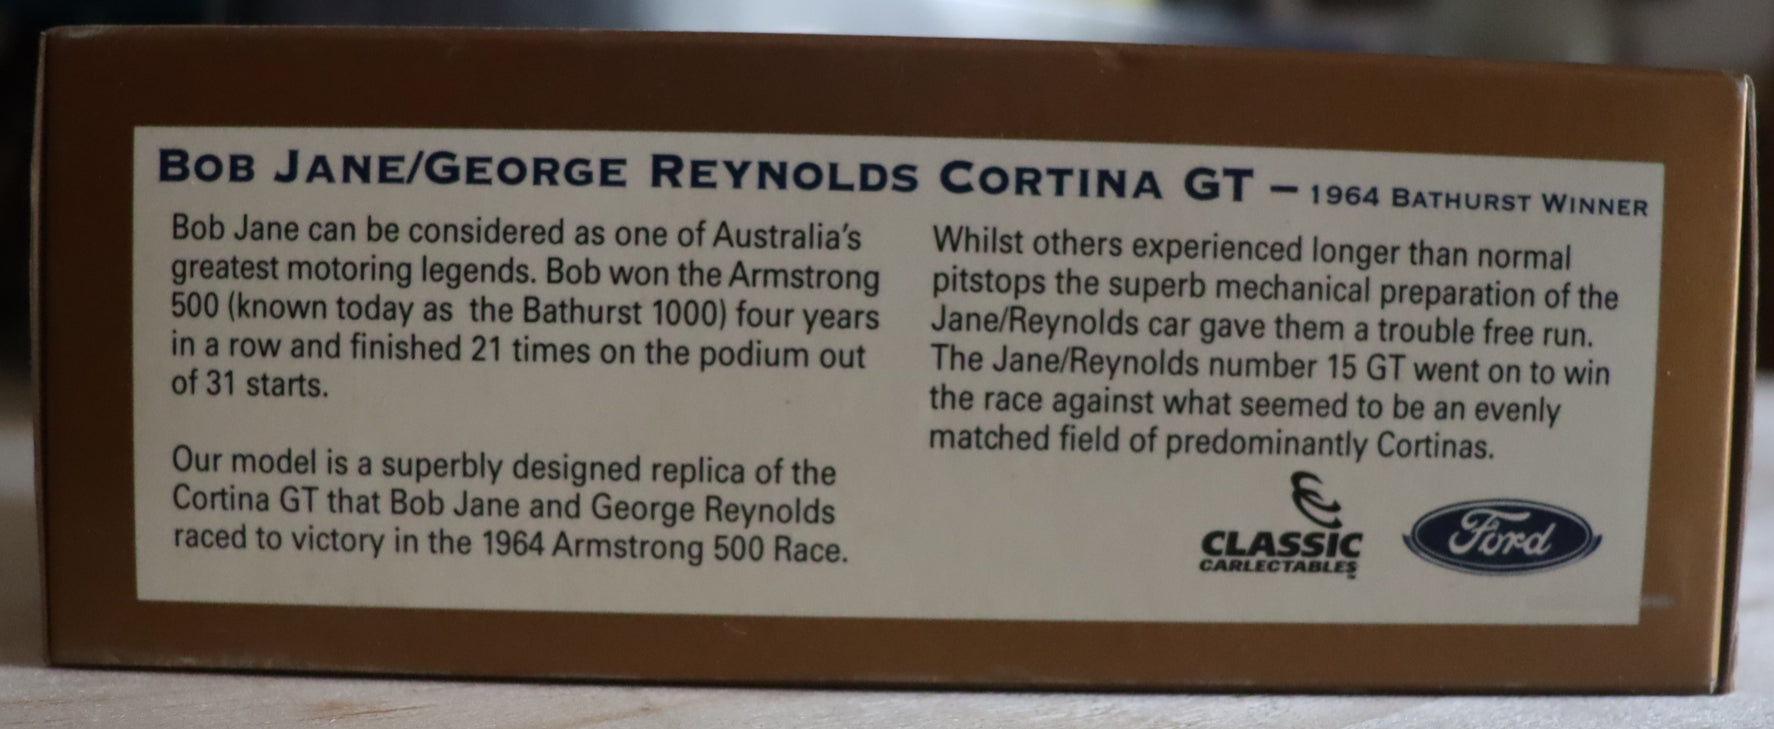 BOB JANE/GEORGE REYNOLDS CORTINA GT – 1964 BATHURST WINNER
Bob Jane can be considered as one of Australia's
greatest motoring legends. Bob won the Armstrong
500 (known today as the Bathurst 1000) four years
in a row and finished 21 times on the podium out
of 31 starts.
Our model is a superbly designed replica of the
Cortina GT that Bob Jane and George Reynolds
raced to victory in the 1964 Armstrong 500 Race.
Whilst others experienced longer than normal
pitstops the superb mechanical preparation of the
Jane/Reynolds car gave them a trouble free run.
The Jane/Reynolds number 15 GT went on to win
the race against what seemed to be an evenly
matched field of predominantly Cortinas.
CLASSIC
CARLECTABLES
Ford